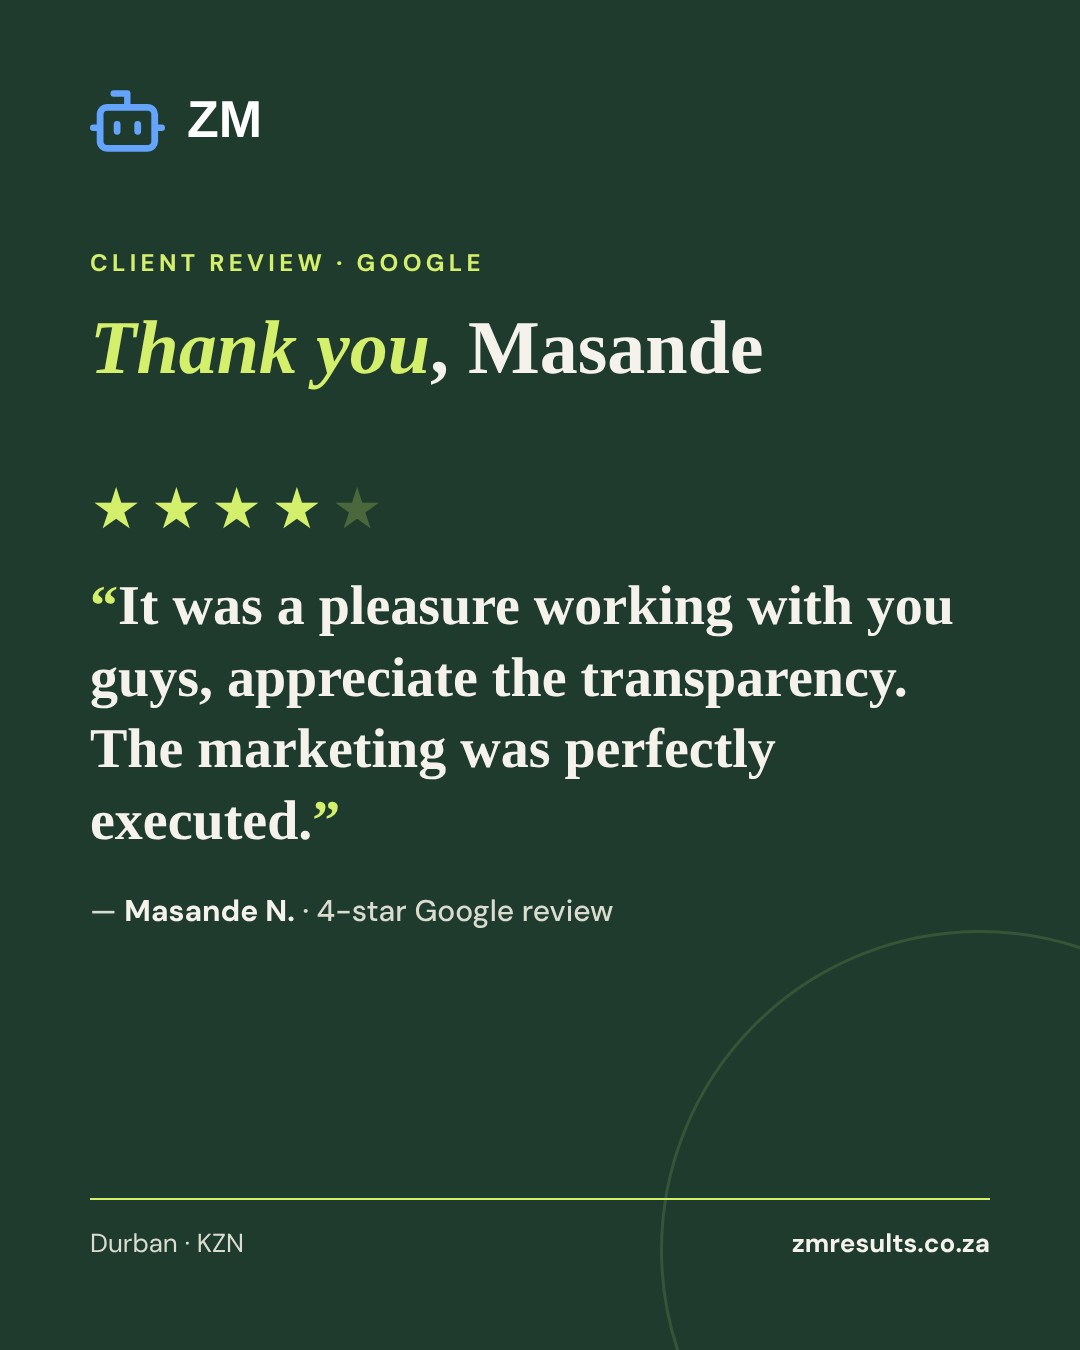 ZM
CLIENT REVIEW · GOOGLE
Thank you, Masande
★★★★★
“It was a pleasure working with you
guys, appreciate the transparency.
The marketing was perfectly
executed.”
— Masande N. · 4-star Google review
Durban · KZN
zmresults.co.za